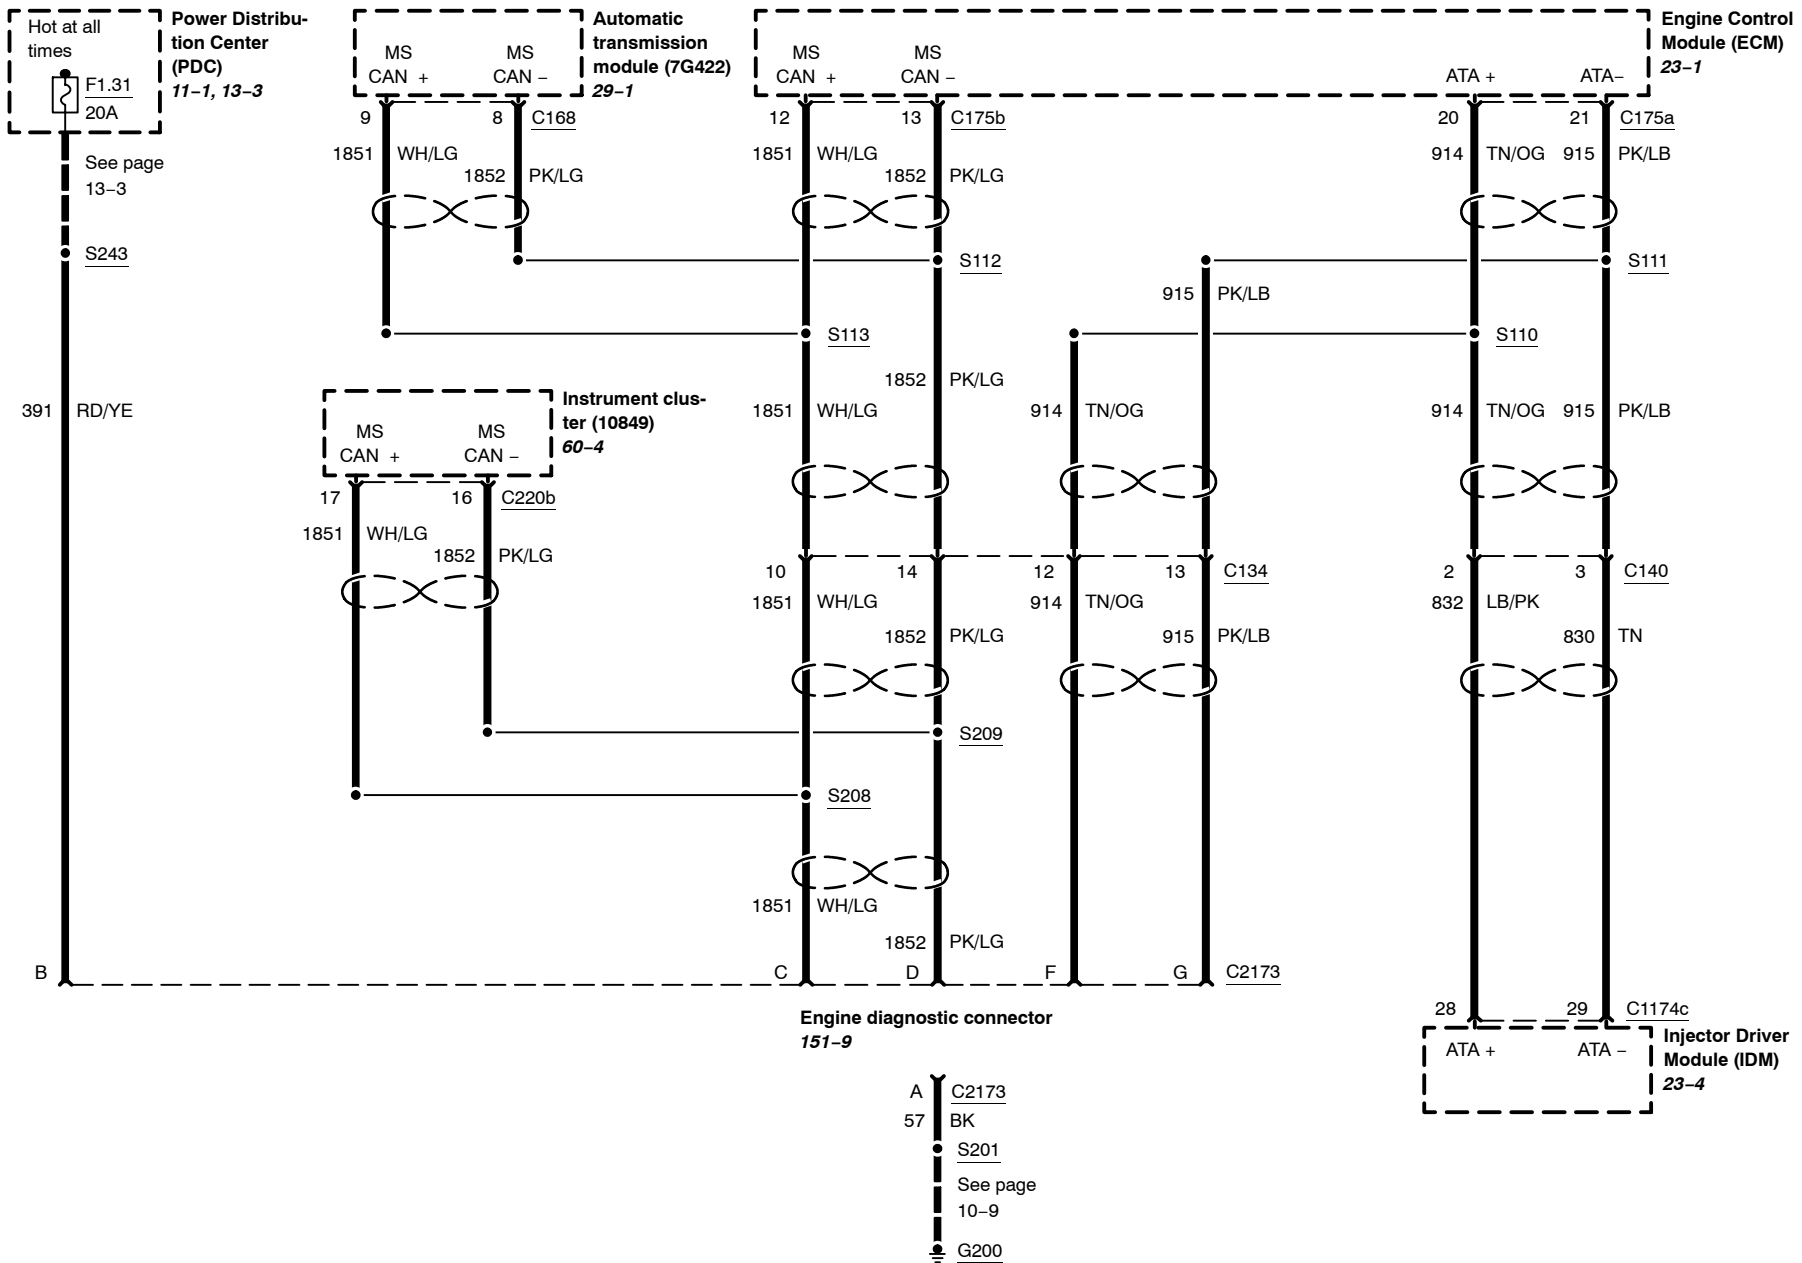 Hot at all
times
F1.31
20A
Power Distribu-
tion Center
(PDC)
11–1, 13–3
See page
13–3
S243
391 RD/YE
B
MS
CAN +
MS
CAN –
Automatic
transmission
module (7G422)
29–1
9
8
C168
1851 WH/LG
1852 PK/LG
MS
CAN +
MS
CAN –
ATA +
ATA–
Engine Control
Module (ECM)
23–1
12
13
C175b
1851 WH/LG
1852 PK/LG
20
21
C175a
914 TN/OG
915 PK/LB
S112
S111
915 PK/LB
S113
S110
1852 PK/LG
1851 WH/LG
914 TN/OG
914 TN/OG
915 PK/LB
MS
CAN +
MS
CAN –
Instrument clus-
ter (10849)
60–4
17
16
C220b
1851 WH/LG
1852 PK/LG
10
14
12
13
C134
2
3
C140
1851 WH/LG
914 TN/OG
832 LB/PK
1852 PK/LG
915 PK/LB
830 TN
S209
S208
1851 WH/LG
1852 PK/LG
C
D
F
G
C2173
Engine diagnostic connector
151–9
28
29
C1174c
ATA +
ATA –
Injector Driver
Module (IDM)
23–4
A
C2173
57 BK
S201
See page
10–9
G200